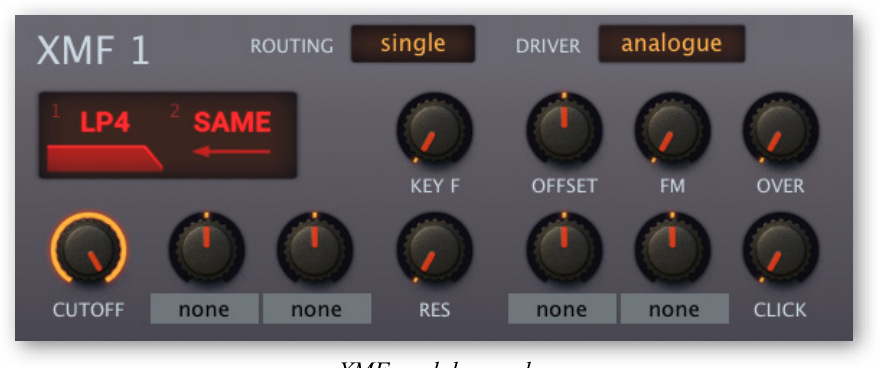 XMF 1 ROUTING single DRIVER analogue
1 LP4 2 SAME
KEY F OFFSET FM OVER
CUTOFF none none RES none none CLICK